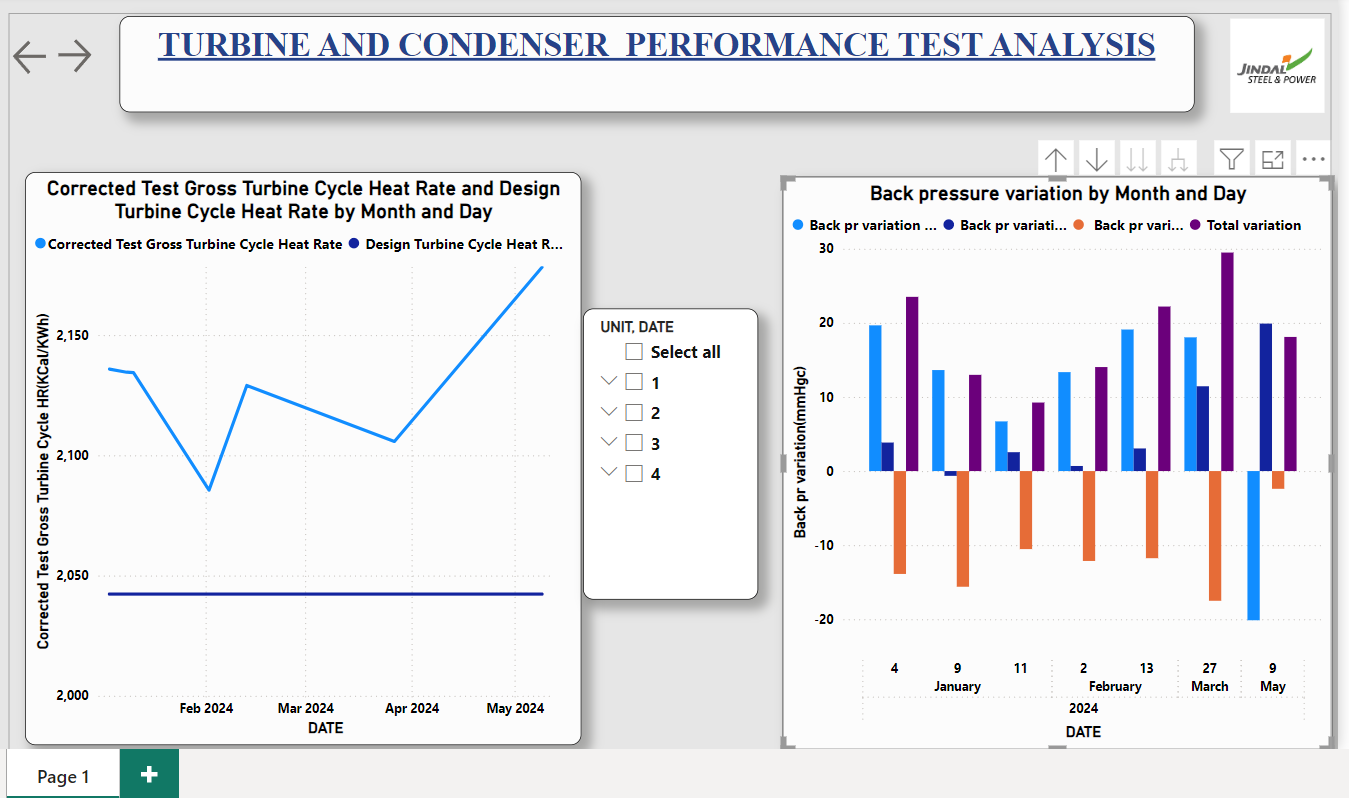 TURBINE AND CONDENSER  PERFORMANCE TEST ANALYSIS
JINDAL
STEEL & POWER
Corrected Test Gross Turbine Cycle Heat Rate and Design
Turbine Cycle Heat Rate by Month and Day
Corrected Test Gross Turbine Cycle Heat Rate Design Turbine Cycle Heat R...
Corrected Test Gross Turbine Cycle HR(KCal/KWh)
2,150
2,100
2,050
2,000
Feb 2024 Mar 2024 Apr 2024 May 2024
DATE
UNIT, DATE
Select all
1
2
3
4
Back pressure variation by Month and Day
Back pr variation ... Back pr variati... Back pr vari... Total variation
Back pr variation(mmHgc)
30
20
10
0
-10
-20
4 9 11 2 13 27 9
January February March May
2024
DATE
Page 1